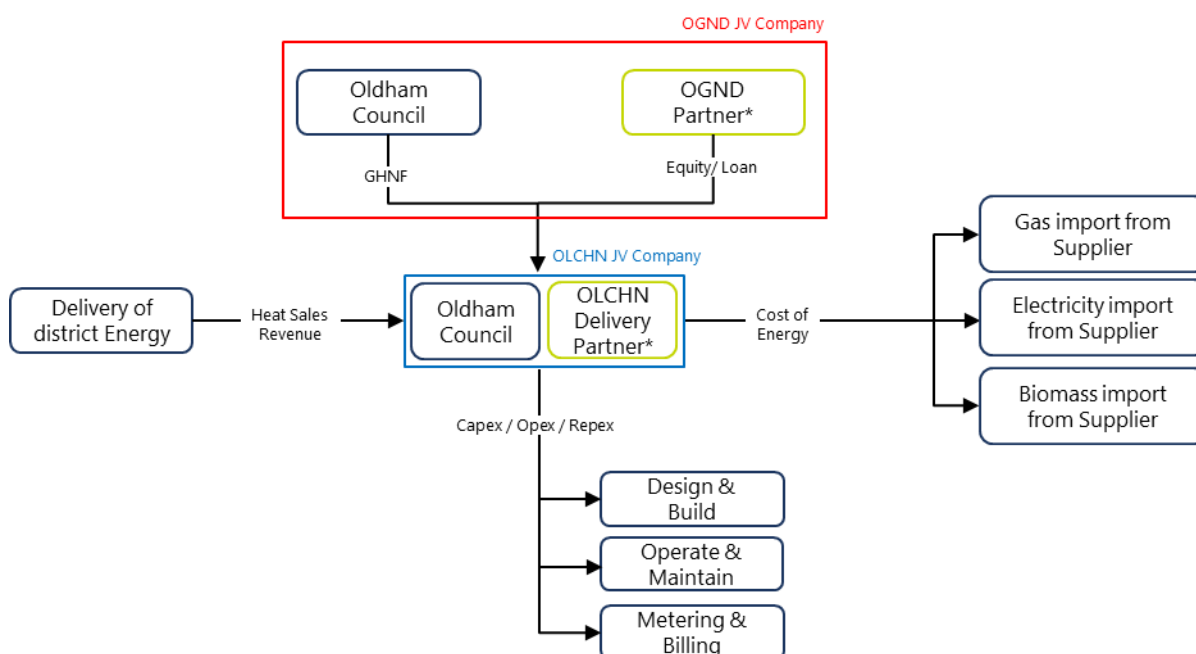 OGND JV Company
Oldham
Council
OGND
Partner*
GHNF
Equity/ Loan
OLCHN JV Company
Delivery of
district Energy
Heat Sales
Revenue
Oldham
Council
OLCHN
Delivery
Partner*
Cost of
Energy
Gas import from
Supplier
Electricity import
from Supplier
Biomass import
from Supplier
Capex / Opex / Repex
Design &
Build
Operate &
Maintain
Metering &
Billing